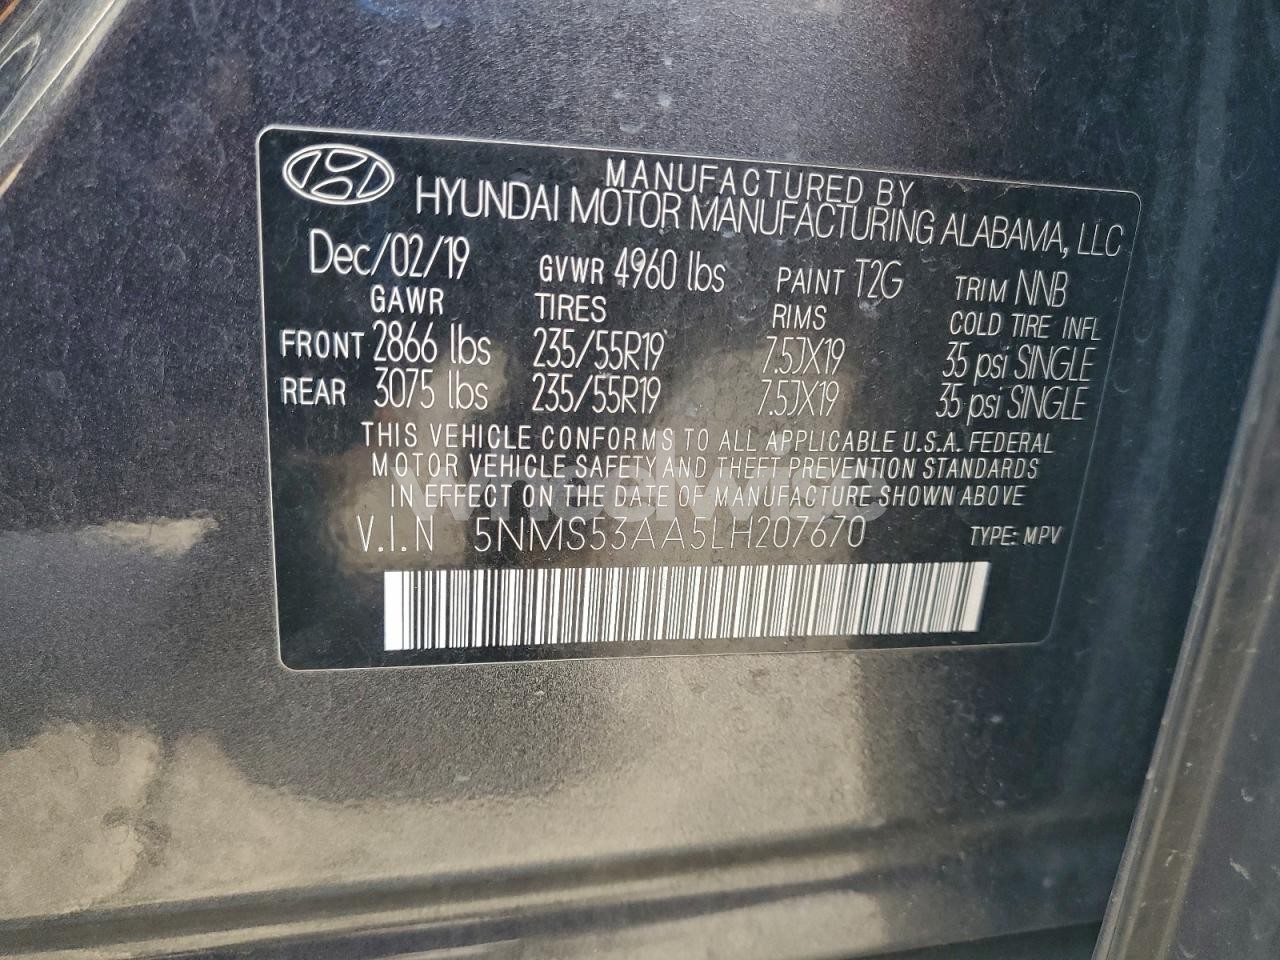 MANUFACTURED BY
HYUNDAI MOTOR MANUFACTURING ALABAMA, LLC
Dec/02/19 GVWR 4960 lbs PAINT T2G TRIM NNB
GAWR TIRES RIMS COLD TIRE INFL
FRONT 2866 lbs 235/55R19 7.5JX19 35 psi SINGLE
REAR 3075 lbs 235/55R19 7.5JX19 35 psi SINGLE
THIS VEHICLE CONFORMS TO ALL APPLICABLE U.S.A. FEDERAL
MOTOR VEHICLE SAFETY AND THEFT PREVENTION STANDARDS
IN EFFECT ON THE DATE OF MANUFACTURE SHOWN ABOVE
V.I.N 5NMS53AA5LH207670 TYPE: MPV